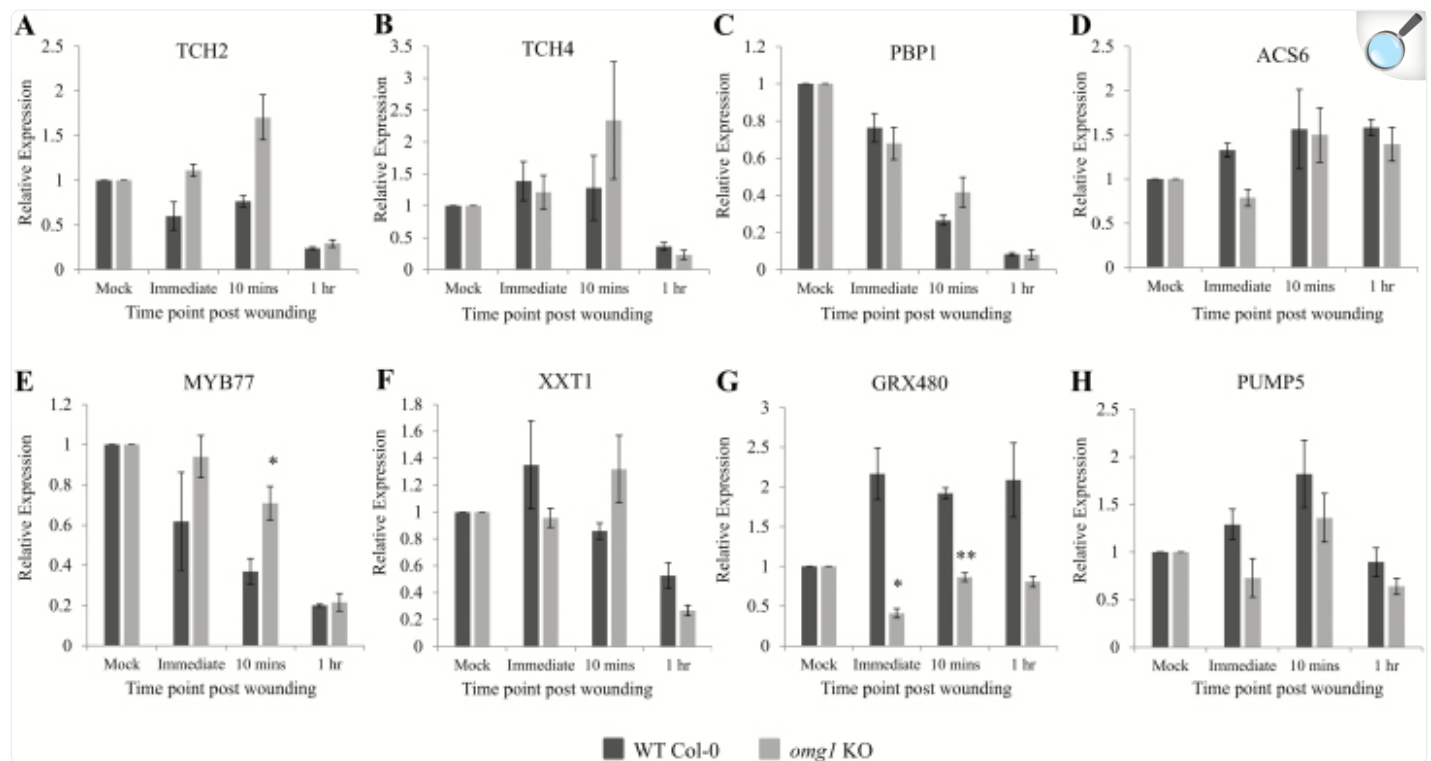 A
TCH2
Relative Expression
2.5
2
1.5
1
0.5
0
Mock Immediate 10 mins 1 hr
Time point post wounding
B
TCH4
Relative Expression
3.5
3
2.5
2
1.5
1
0.5
0
Mock Immediate 10 mins 1 hr
Time point post wounding
C
PBP1
Relative Expression
1.2
1
0.8
0.6
0.4
0.2
0
Mock Immediate 10 mins 1 hr
Time point post wounding
D
ACS6
Relative Expression
2.5
2
1.5
1
0.5
0
Mock Immediate 10 mins 1 hr
Time point post wounding
E
MYB77
Relative Expression
1.2
1
0.8
0.6
0.4
0.2
0
*
Mock Immediate 10 mins 1 hr
Time point post wounding
F
XXT1
Relative Expression
1.8
1.6
1.4
1.2
1
0.8
0.6
0.4
0.2
0
Mock Immediate 10 mins 1 hr
Time point post wounding
G
GRX480
Relative Expression
3
2.5
2
1.5
1
0.5
0
* **
Mock Immediate 10 mins 1 hr
Time point post wounding
H
PUMP5
Relative Expression
2.5
2
1.5
1
0.5
0
Mock Immediate 10 mins 1 hr
Time point post wounding
WT Col-0 omg1 KO